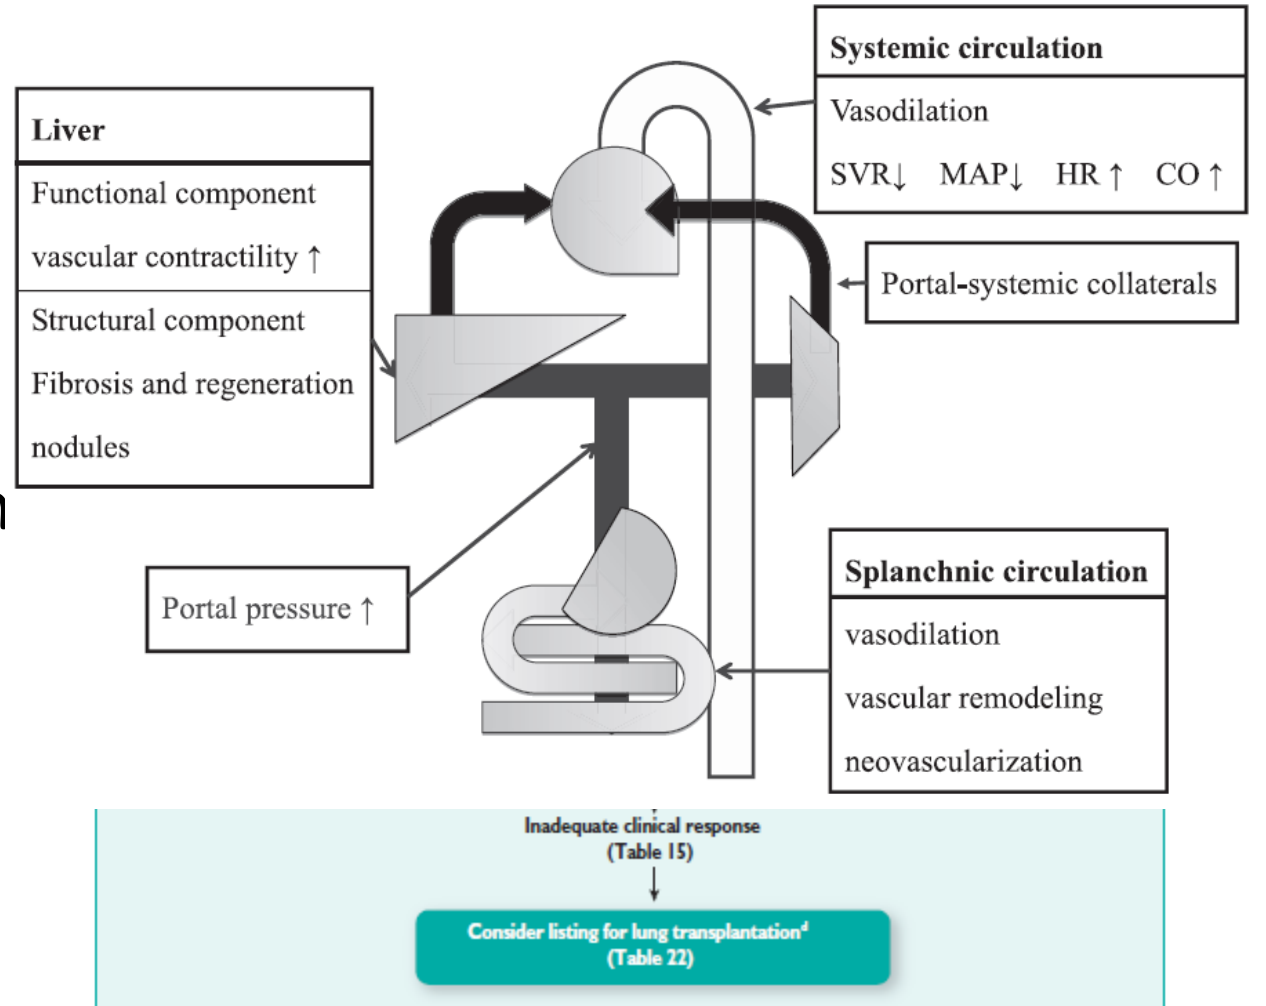 Systemic circulation
Vasodilation
SVR↓ MAP↓ HR ↑ CO ↑
Liver
Functional component
vascular contractility ↑
Structural component
Fibrosis and regeneration
nodules
Portal-systemic collaterals
Portal pressure ↑
Splanchnic circulation
vasodilation
vascular remodeling
neovascularization
Inadequate clinical response
(Table 15)
Consider listing for lung transplantationᵈ
(Table 22)